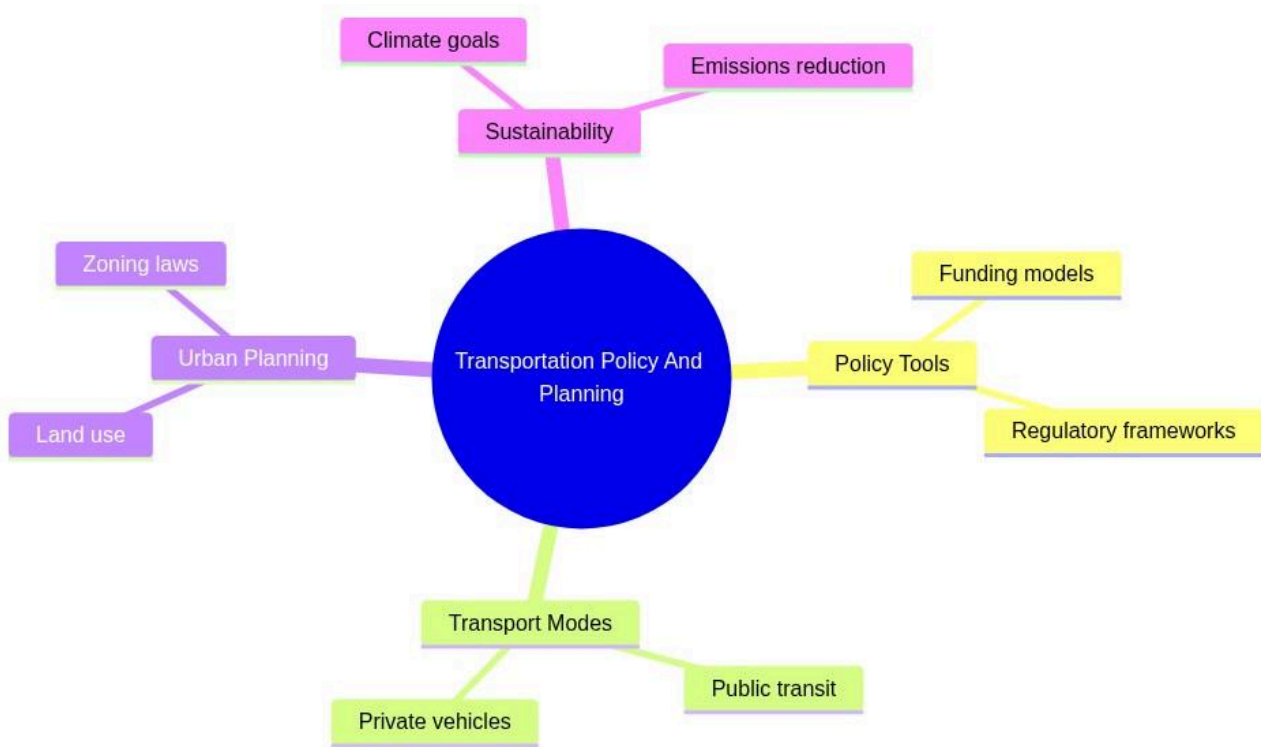 Climate goals
Emissions reduction
Sustainability
Zoning laws
Funding models
Urban Planning
Transportation Policy And
Planning
Policy Tools
Land use
Regulatory frameworks
Transport Modes
Public transit
Private vehicles